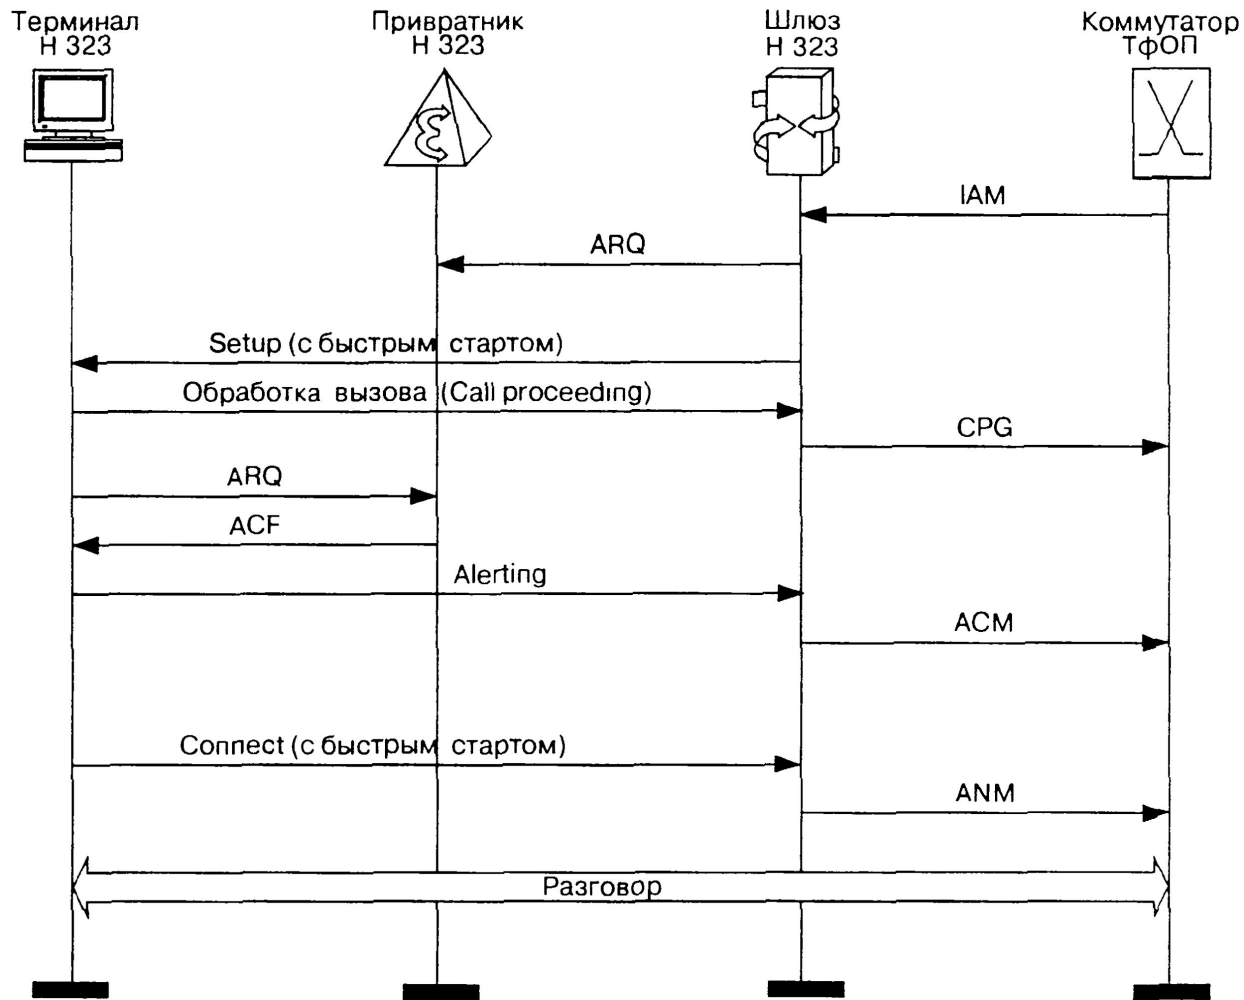 Терминал
H 323
Привратник
H 323
Шлюз
H 323
Коммутатор
ТфОП
IAM
ARQ
Setup (с быстрым стартом)
Обработка вызова (Call proceeding)
CPG
ARQ
ACF
Alerting
ACM
Connect (с быстрым стартом)
ANM
Разговор